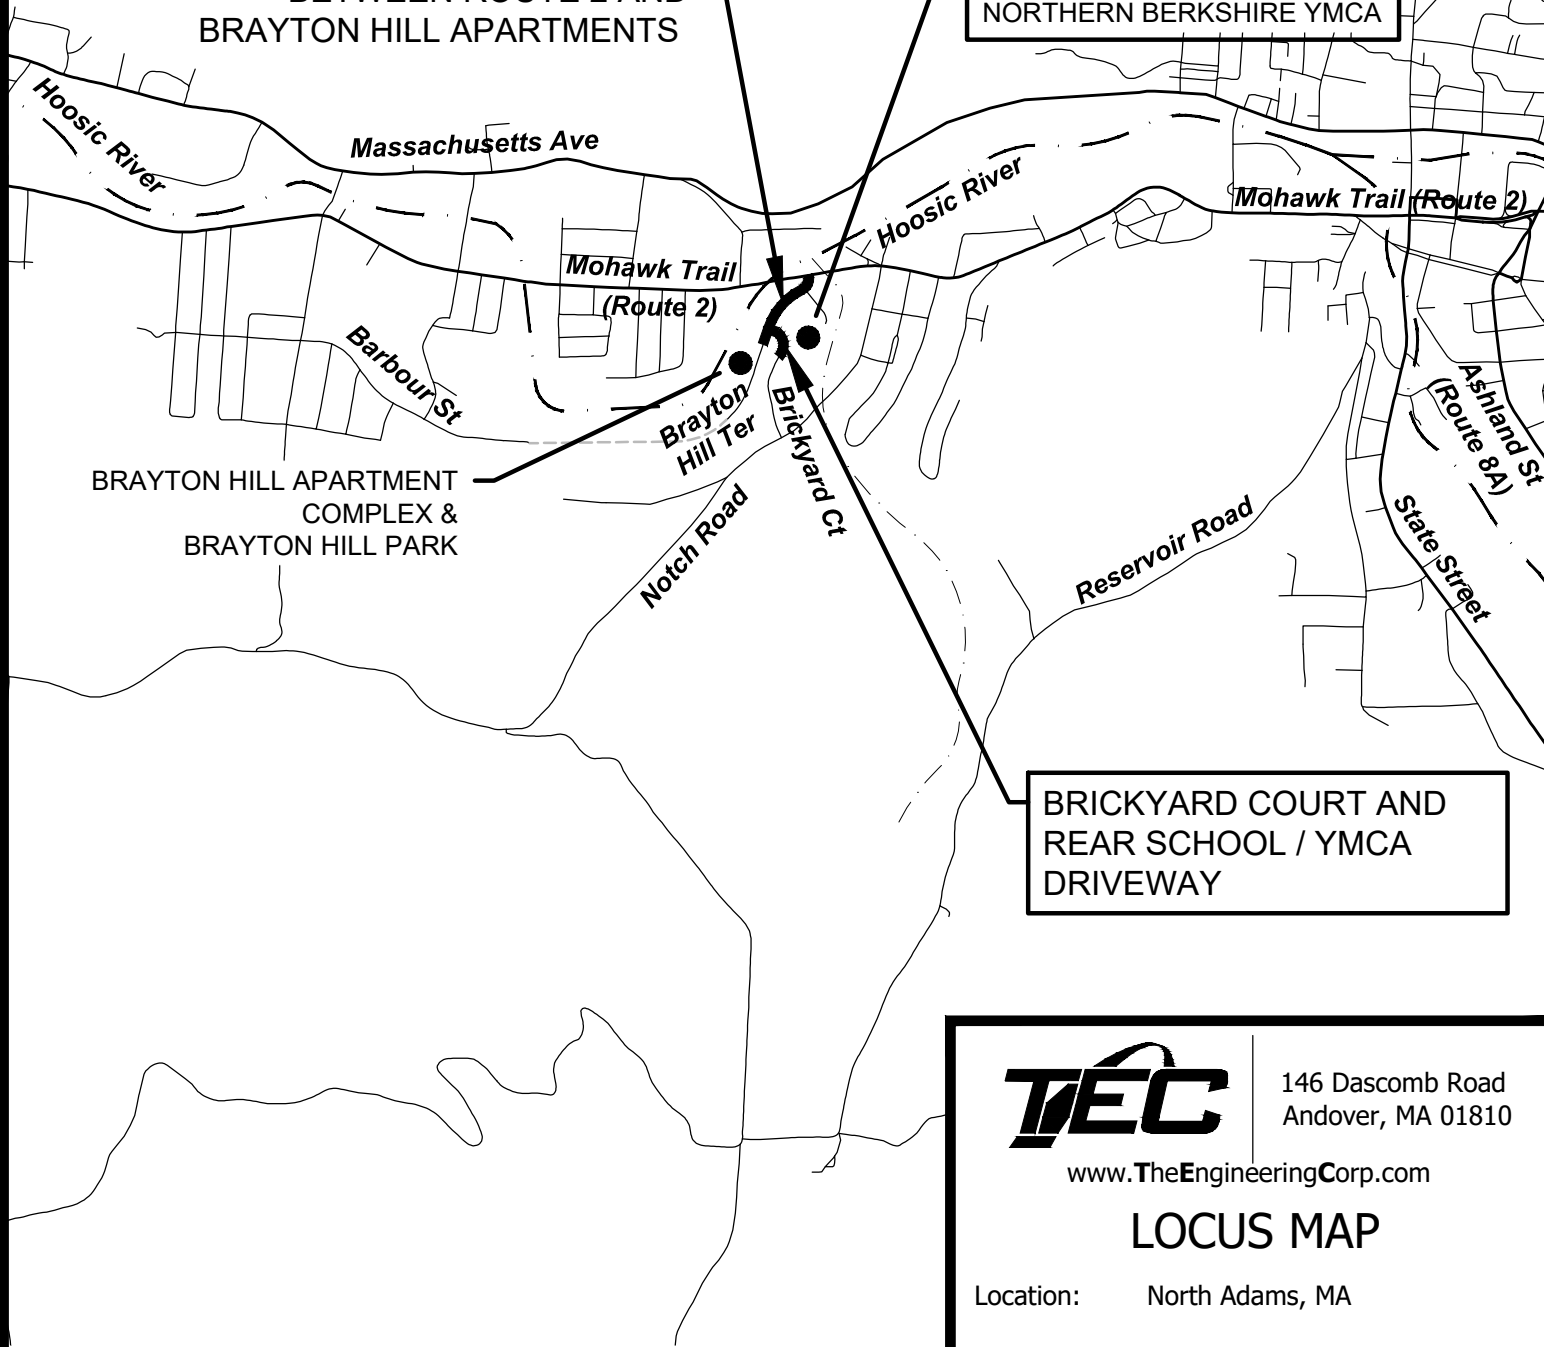 BETWEEN ROUTE 2 AND
BRAYTON HILL APARTMENTS
NORTHERN BERKSHIRE YMCA
Hoosic River
Massachusetts Ave
Hoosic River
Mohawk Trail (Route 2)
Mohawk Trail
(Route 2)
Barbour St
Brayton
Hill Ter
Brickyard Ct
Ashland St
(Route 8A)
BRAYTON HILL APARTMENT
COMPLEX &
BRAYTON HILL PARK
Notch Road
Reservoir Road
State Street
BRICKYARD COURT AND
REAR SCHOOL / YMCA
DRIVEWAY
TEC
146 Dascomb Road
Andover, MA 01810
www.TheEngineeringCorp.com
LOCUS MAP
Location: North Adams, MA